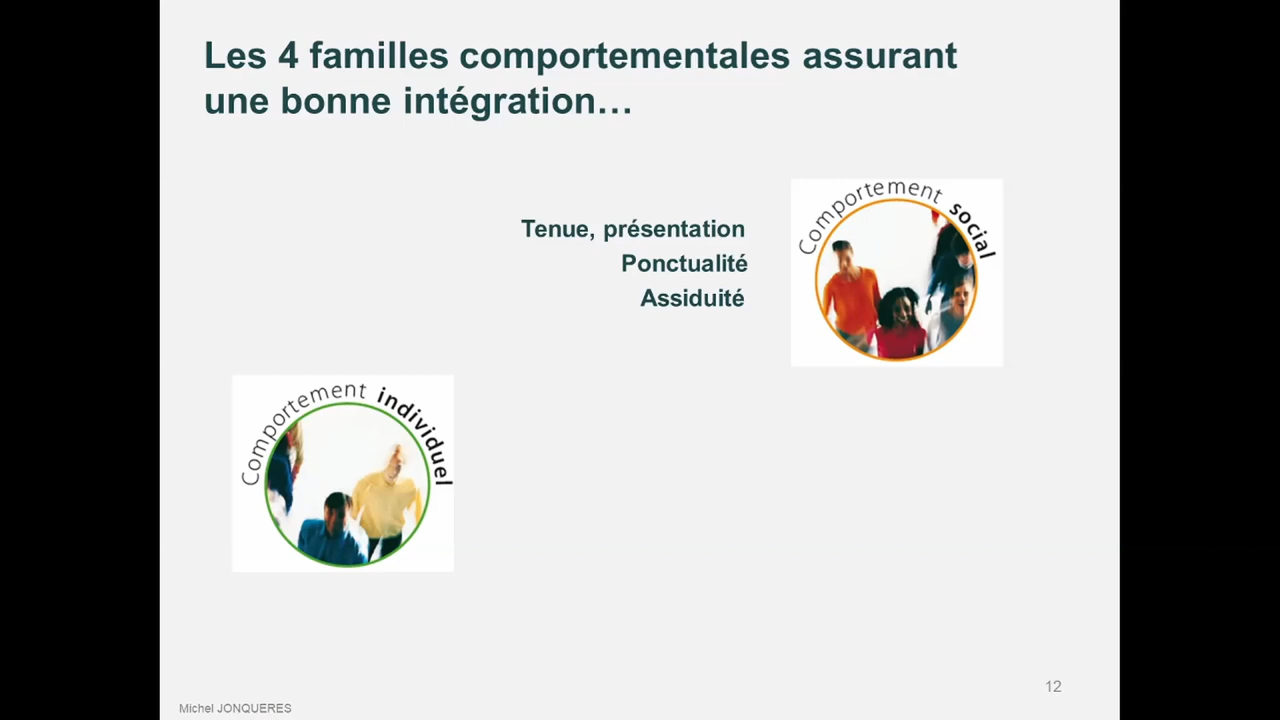 Les 4 familles comportementales assurant
une bonne intégration…
Comportement social
Tenue, présentation
Ponctualité
Assiduité
Comportement individuel
12
Michel JONQUERES